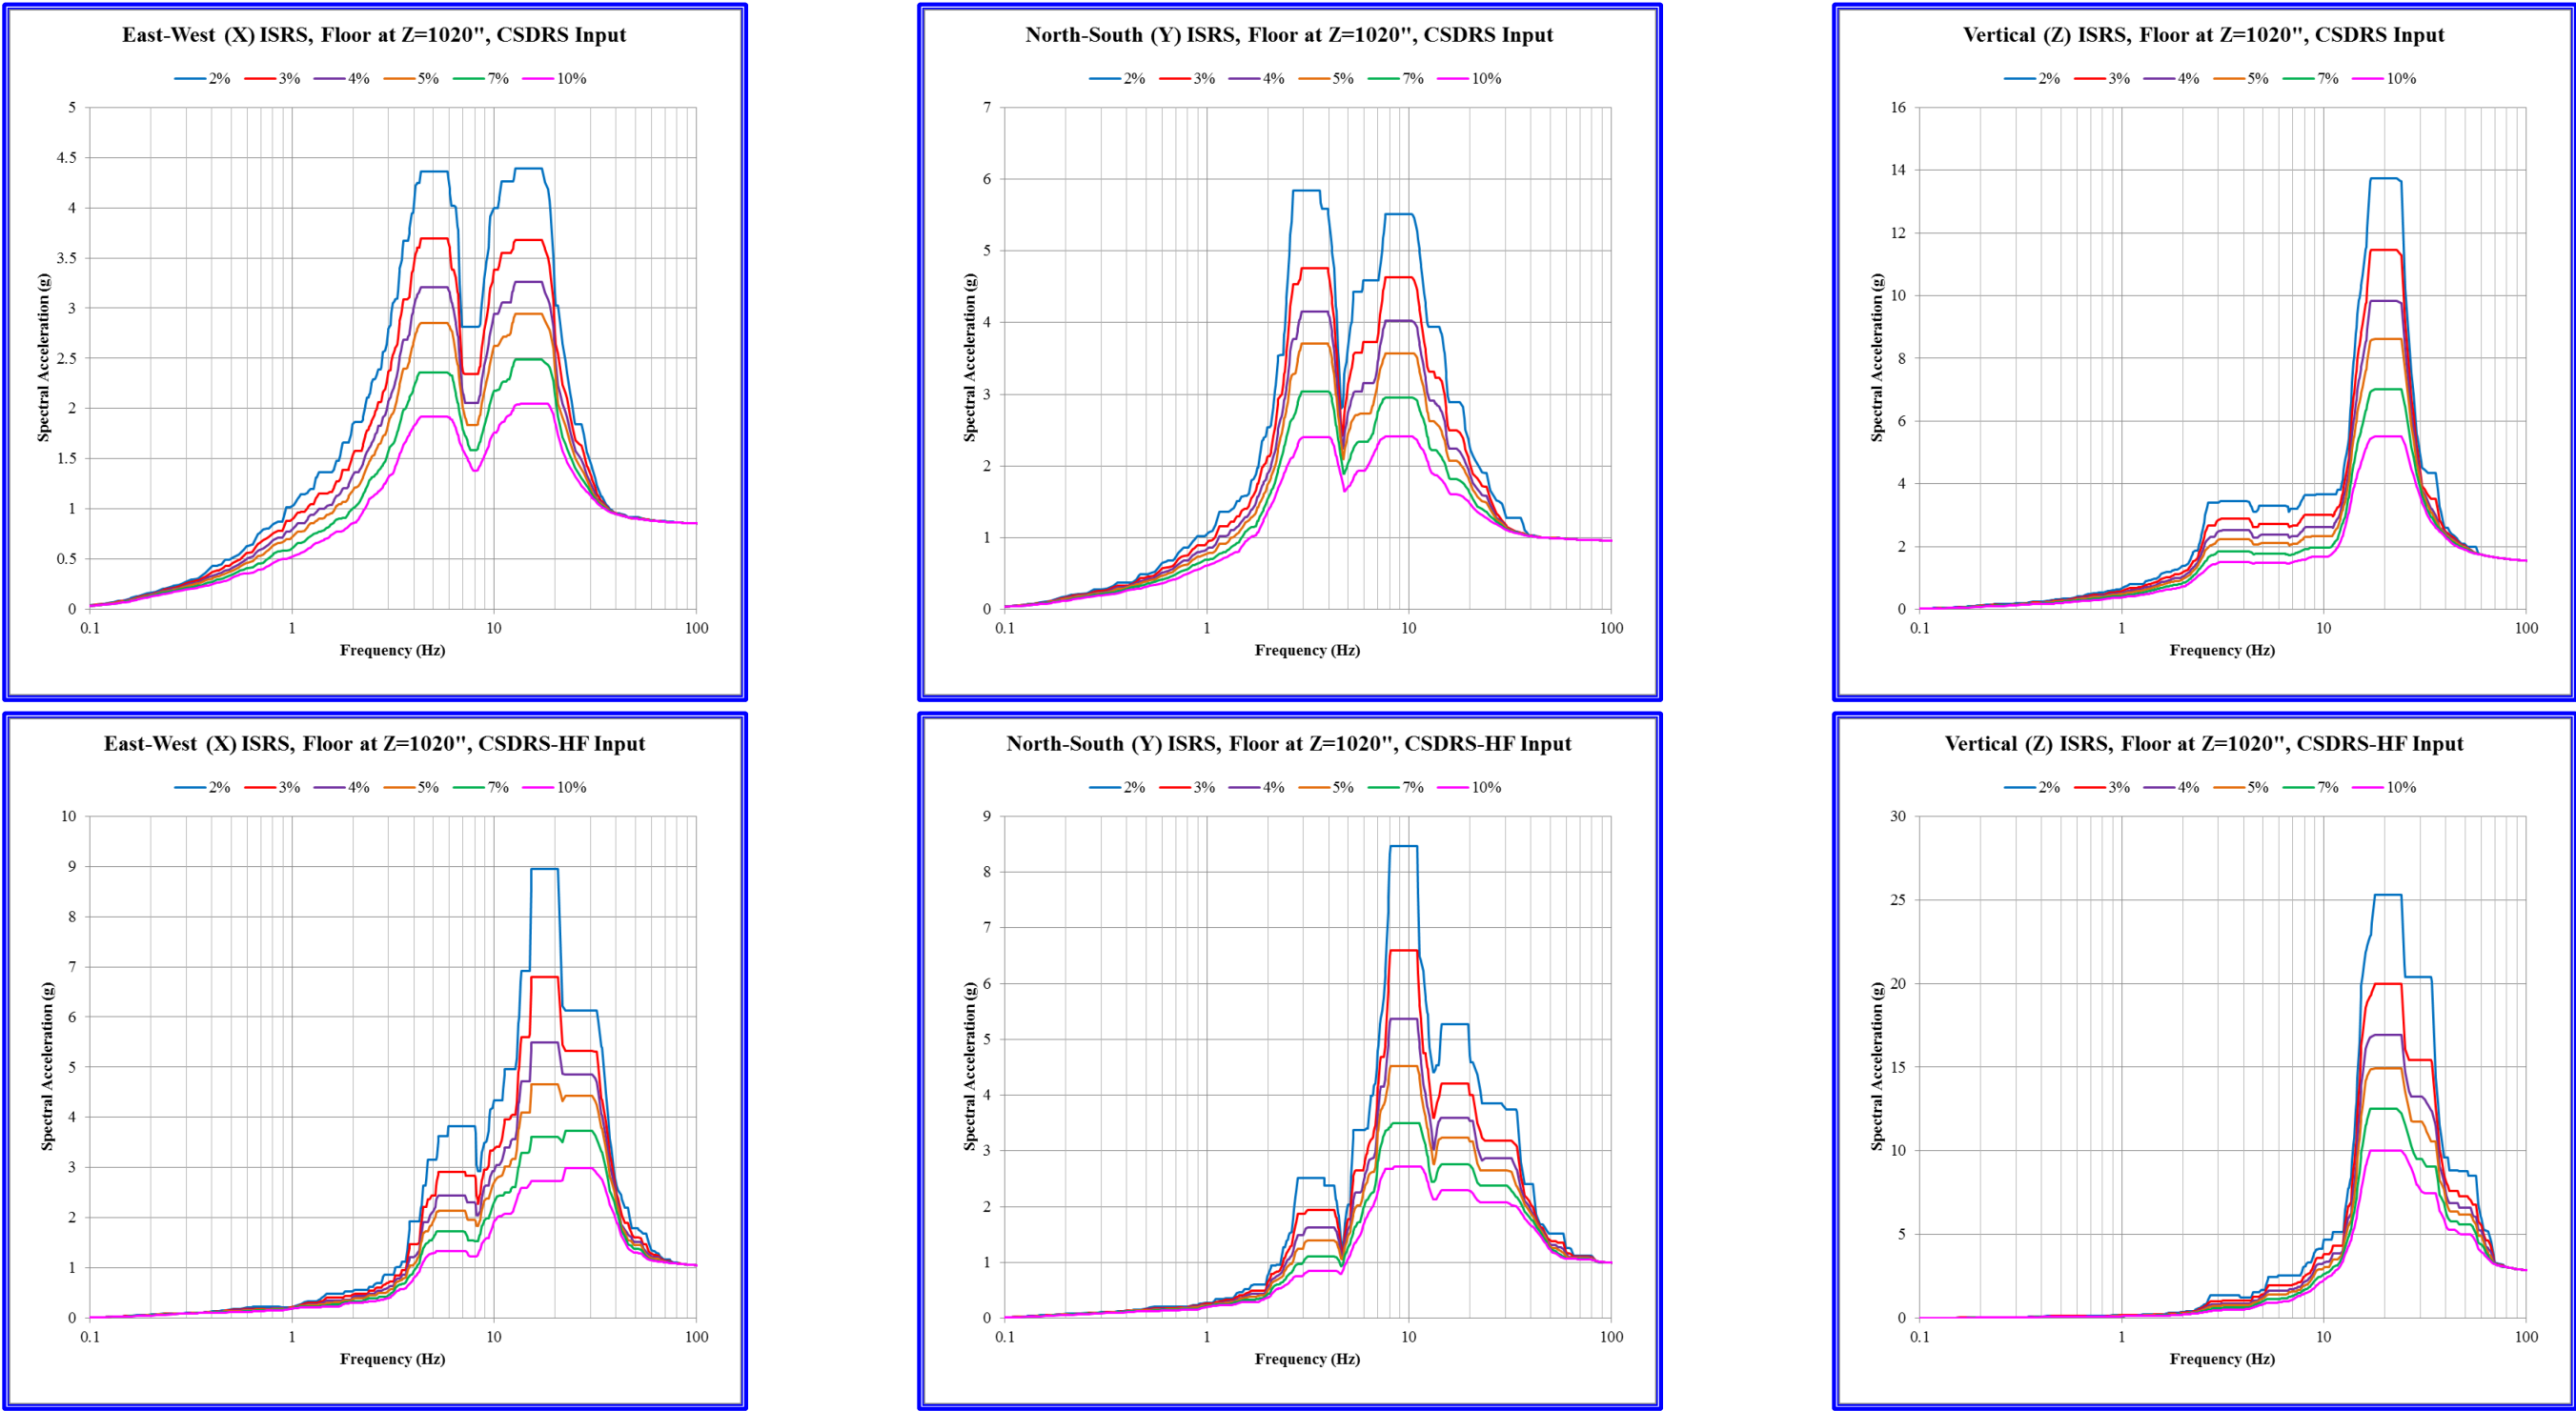 East-West (X) ISRS, Floor at Z=1020", CSDRS Input
2% 3% 4% 5% 7% 10%
5
4.5
4
3.5
3
2.5
2
1.5
1
0.5
0
Spectral Acceleration (g)
0.1 1 10 100
Frequency (Hz)
North-South (Y) ISRS, Floor at Z=1020", CSDRS Input
2% 3% 4% 5% 7% 10%
7
6
5
4
3
2
1
0
Spectral Acceleration (g)
0.1 1 10 100
Frequency (Hz)
Vertical (Z) ISRS, Floor at Z=1020", CSDRS Input
2% 3% 4% 5% 7% 10%
16
14
12
10
8
6
4
2
0
Spectral Acceleration (g)
0.1 1 10 100
Frequency (Hz)
East-West (X) ISRS, Floor at Z=1020", CSDRS-HF Input
2% 3% 4% 5% 7% 10%
10
9
8
7
6
5
4
3
2
1
0
Spectral Acceleration (g)
0.1 1 10 100
Frequency (Hz)
North-South (Y) ISRS, Floor at Z=1020", CSDRS-HF Input
2% 3% 4% 5% 7% 10%
9
8
7
6
5
4
3
2
1
0
Spectral Acceleration (g)
0.1 1 10 100
Frequency (Hz)
Vertical (Z) ISRS, Floor at Z=1020", CSDRS-HF Input
2% 3% 4% 5% 7% 10%
30
25
20
15
10
5
0
Spectral Acceleration (g)
0.1 1 10 100
Frequency (Hz)